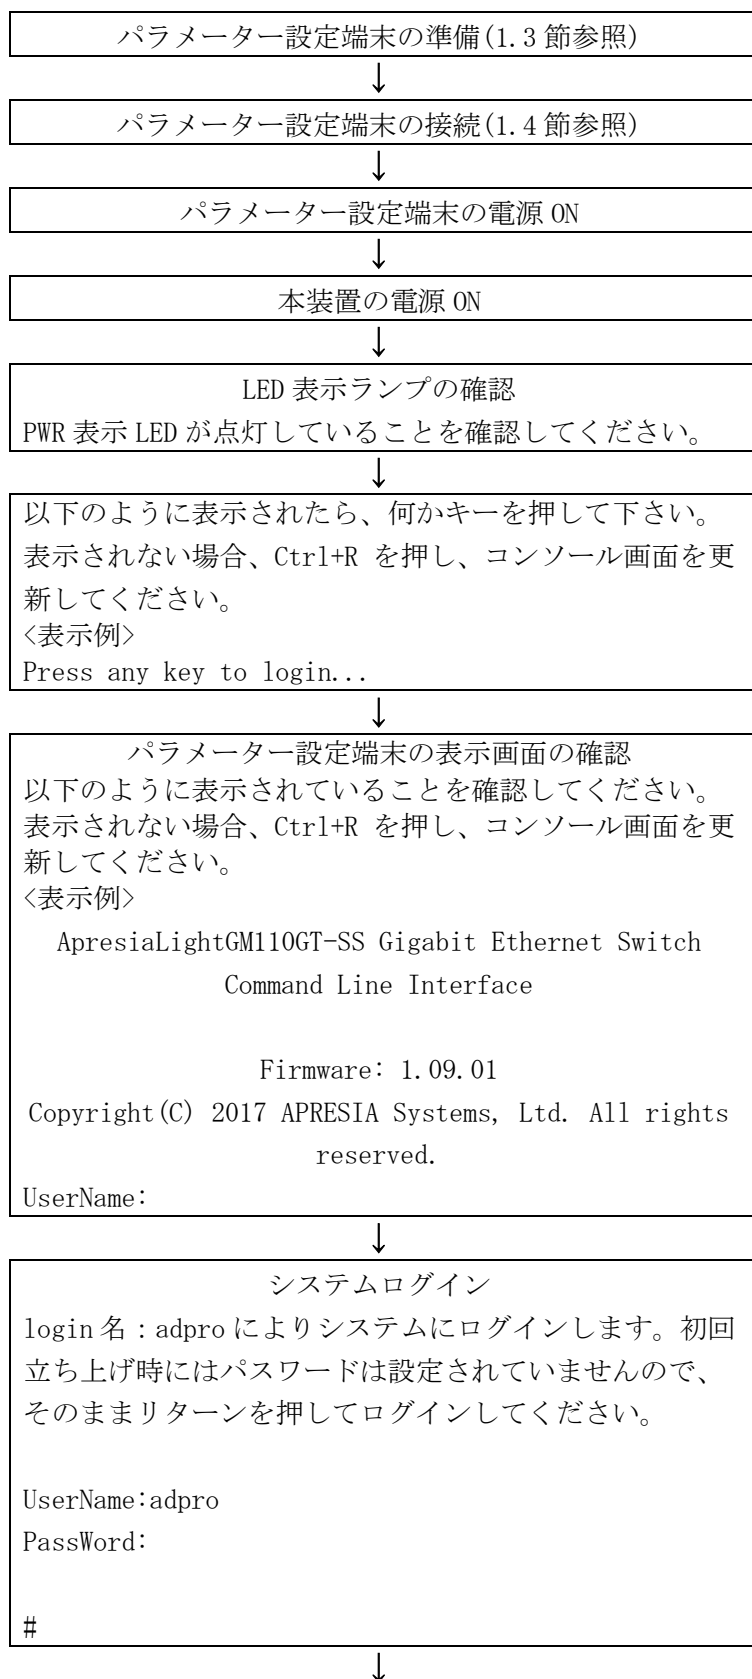 パラメーター設定端末の準備(1.3 節参照)
↓
パラメーター設定端末の接続(1.4 節参照)
↓
パラメーター設定端末の電源 ON
↓
本装置の電源 ON
↓
LED 表示ランプの確認
PWR 表示 LED が点灯していることを確認してください。
↓
以下のように表示されたら、何かキーを押して下さい。
表示されない場合、Ctrl+R を押し、コンソール画面を更
新してください。
<表示例>
Press any key to login...
↓
パラメーター設定端末の表示画面の確認
以下のように表示されていることを確認してください。
表示されない場合、Ctrl+R を押し、コンソール画面を更
新してください。
<表示例>
ApresiaLightGM110GT-SS Gigabit Ethernet Switch
Command Line Interface
Firmware: 1.09.01
Copyright(C) 2017 APRESIA Systems, Ltd. All rights
reserved.
UserName:
↓
システムログイン
login 名：adpro によりシステムにログインします。初回
立ち上げ時にはパスワードは設定されていませんので、
そのままリターンを押してログインしてください。
UserName:adpro
PassWord:
#
↓